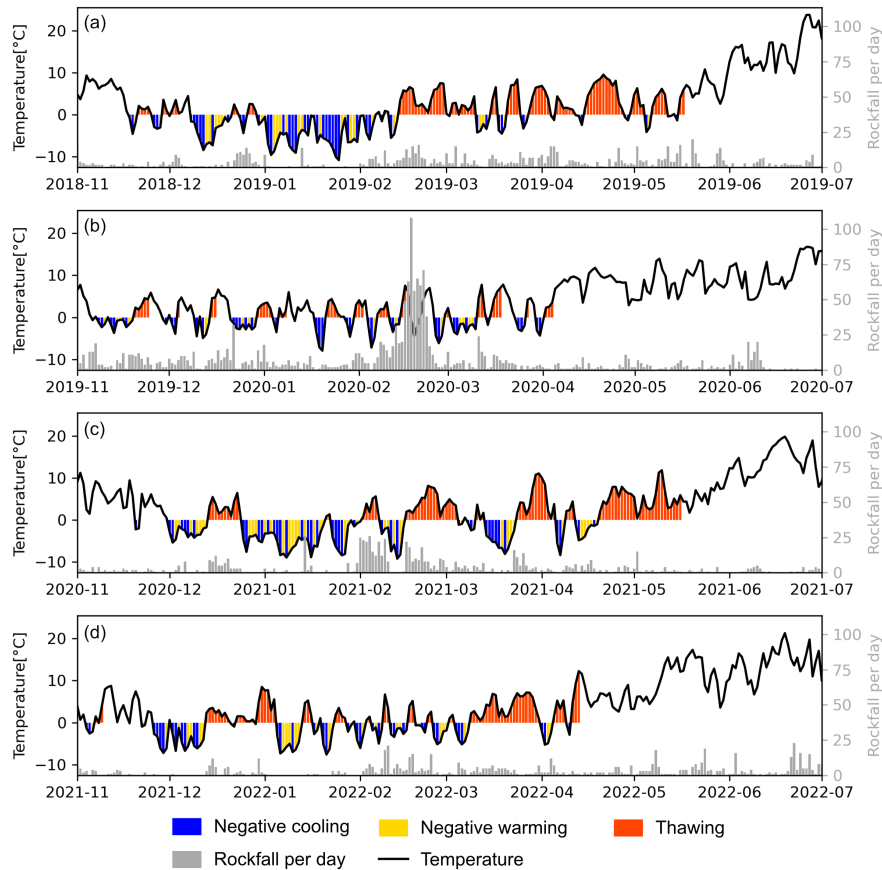 (a)
Temperature[°C]
20
10
0
−10
100
75
50
25
0
Rockfall per day
2018-11 2018-12 2019-01 2019-02 2019-03 2019-04 2019-05 2019-06 2019-07
(b)
Temperature[°C]
20
10
0
−10
100
75
50
25
0
Rockfall per day
2019-11 2019-12 2020-01 2020-02 2020-03 2020-04 2020-05 2020-06 2020-07
(c)
Temperature[°C]
20
10
0
−10
100
75
50
25
0
Rockfall per day
2020-11 2020-12 2021-01 2021-02 2021-03 2021-04 2021-05 2021-06 2021-07
(d)
Temperature[°C]
20
10
0
−10
100
75
50
25
0
Rockfall per day
2021-11 2021-12 2022-01 2022-02 2022-03 2022-04 2022-05 2022-06 2022-07
Negative cooling Negative warming Thawing
Rockfall per day Temperature